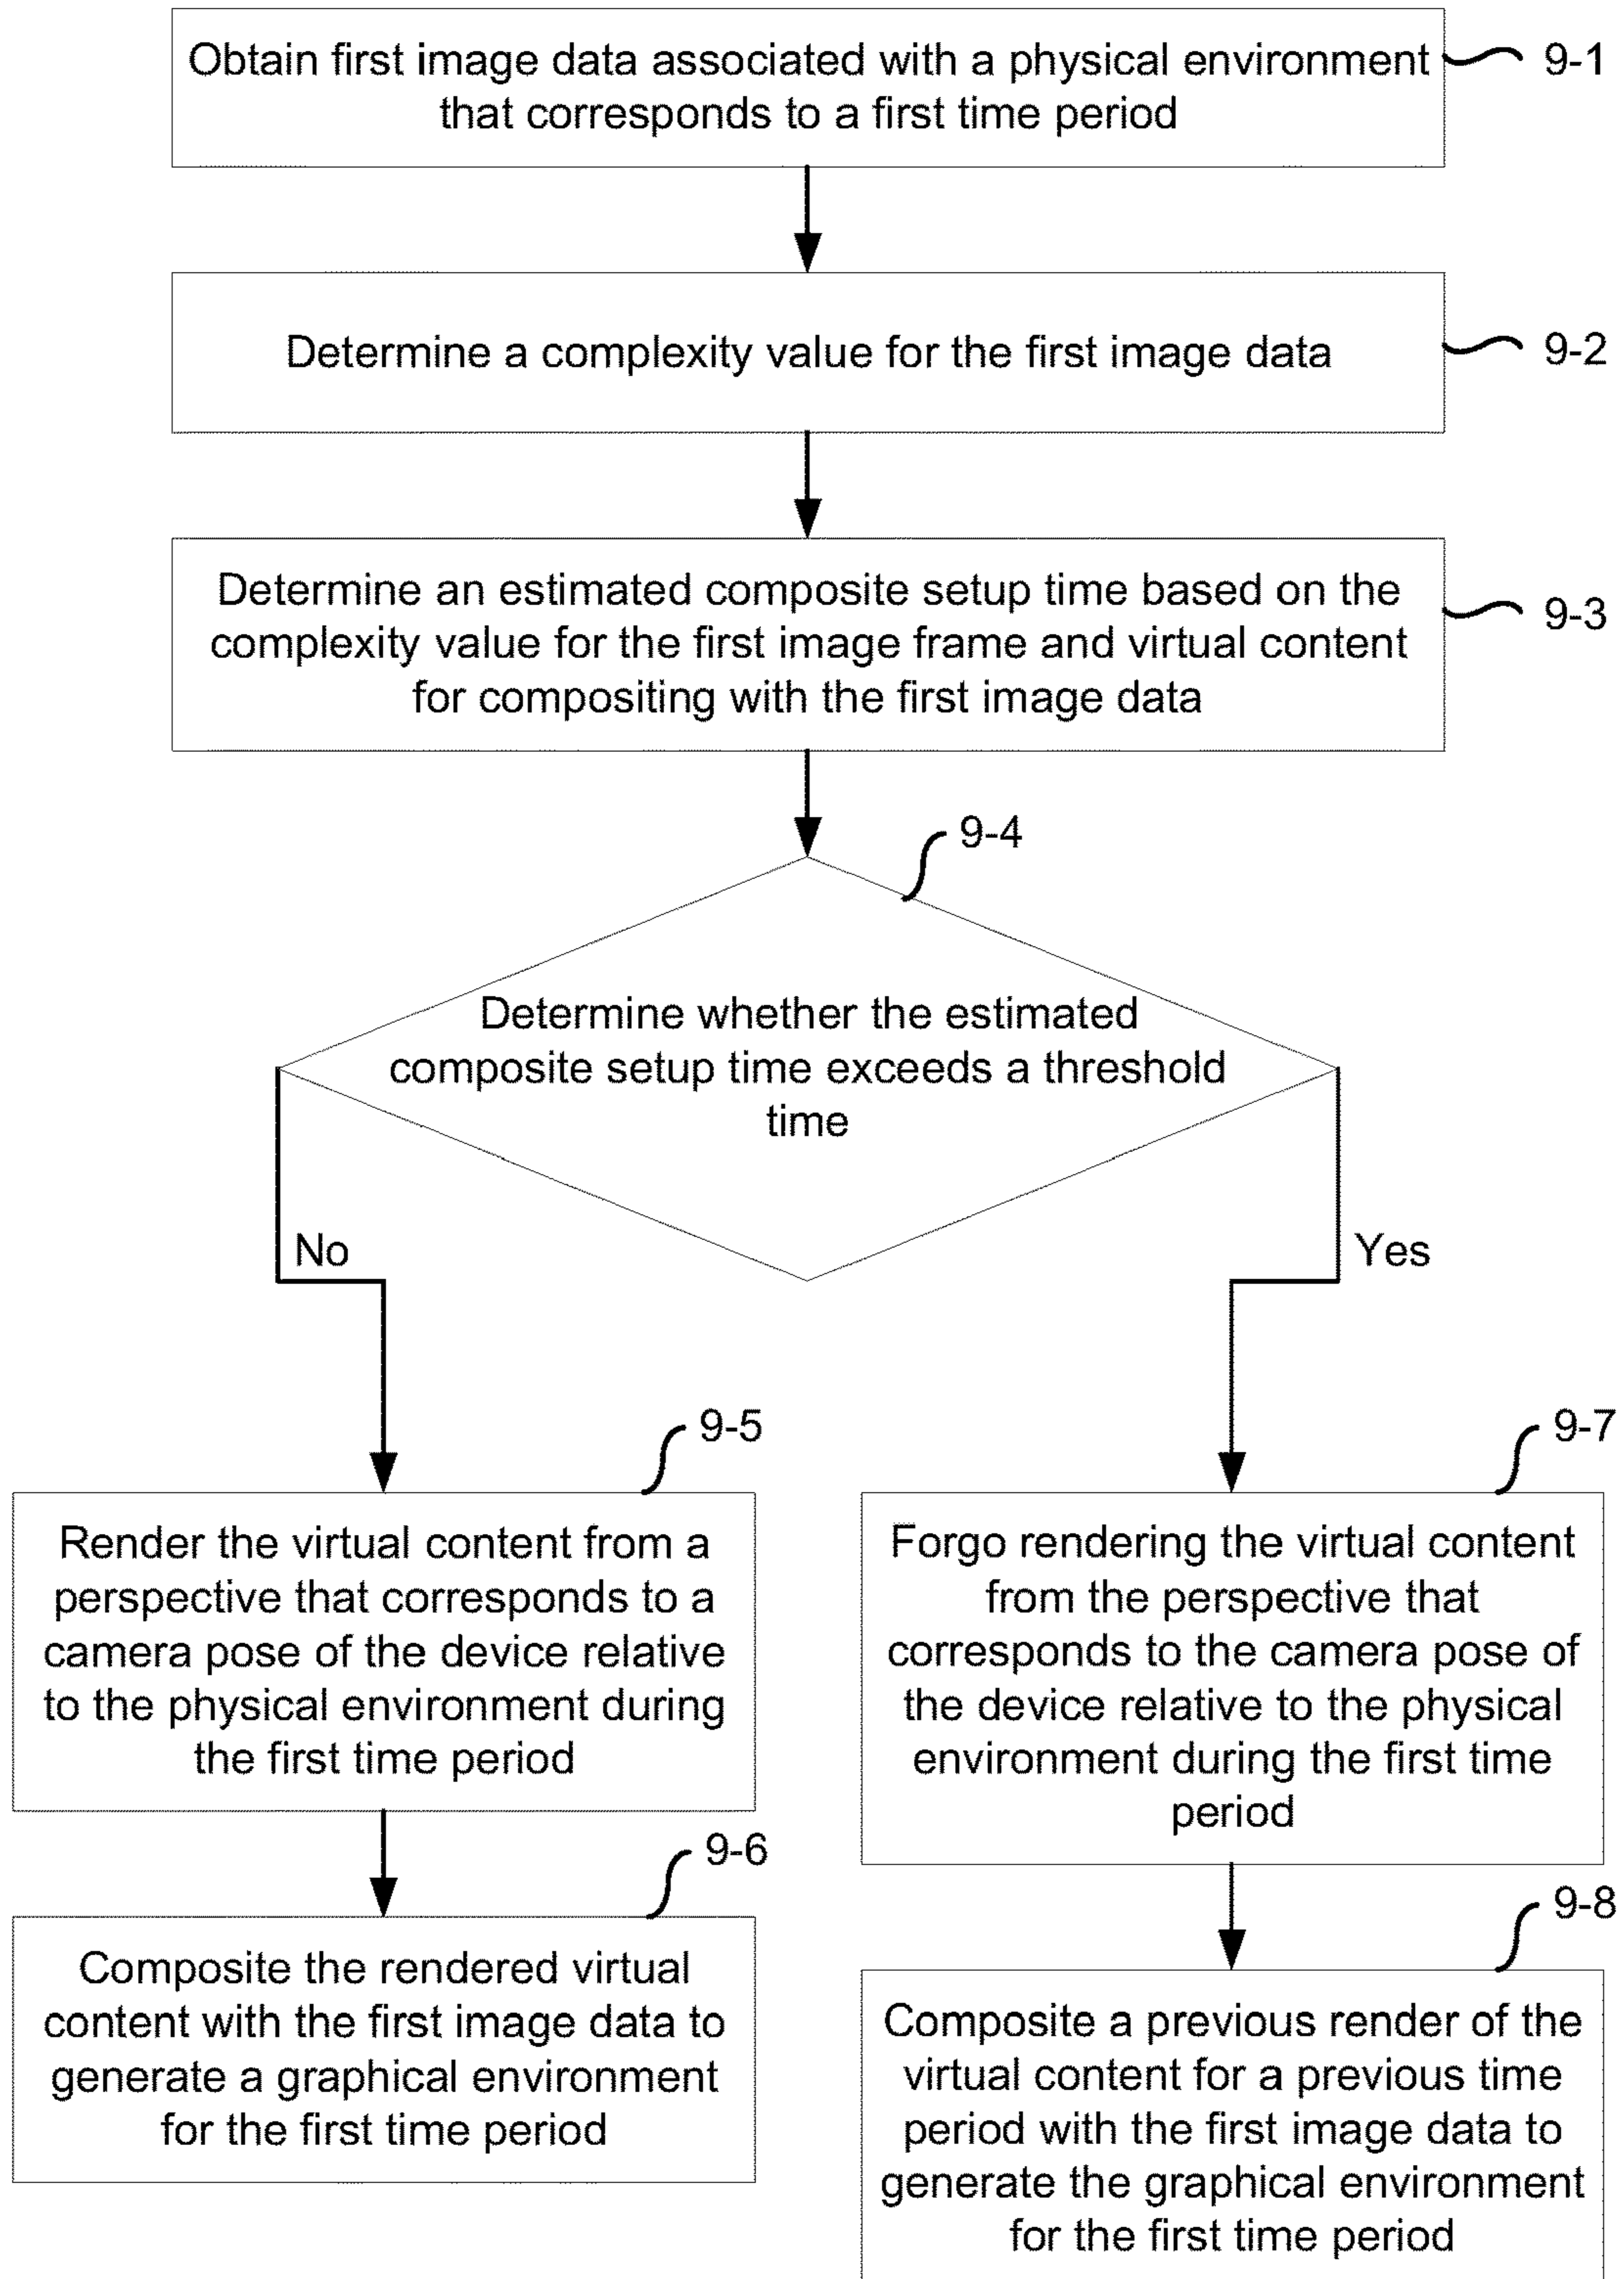 Obtain first image data associated with a physical environment
that corresponds to a first time period
9-1
Determine a complexity value for the first image data
9-2
Determine an estimated composite setup time based on the
complexity value for the first image frame and virtual content
for compositing with the first image data
9-3
9-4
Determine whether the estimated
composite setup time exceeds a threshold
time
No
Yes
9-5
Render the virtual content from a
perspective that corresponds to a
camera pose of the device relative
to the physical environment during
the first time period
9-6
Composite the rendered virtual
content with the first image data to
generate a graphical environment
for the first time period
9-7
Forgo rendering the virtual content
from the perspective that
corresponds to the camera pose of
the device relative to the physical
environment during the first time
period
9-8
Composite a previous render of the
virtual content for a previous time
period with the first image data to
generate the graphical environment
for the first time period